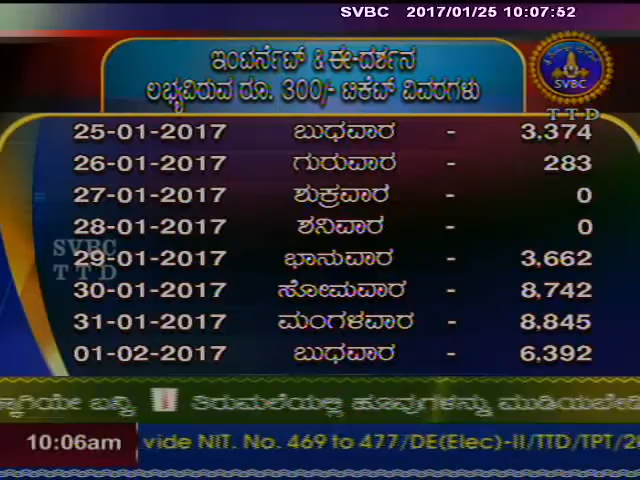 SVBC 2017/01/25 10:07:52
ಇಂಟರ್ನೆಟ್ & ಈ-ದರ್ಶನ
ಲಭ್ಯವಿರುವ ರೂ. 300/- ಟಿಕೆಟ್ ವಿವರಗಳು
SVBC
TTD
25-01-2017 ಬುಧವಾರ - 3,374
26-01-2017 ಗುರುವಾರ - 283
27-01-2017 ಶುಕ್ರವಾರ - 0
28-01-2017 ಶನಿವಾರ - 0
SVBC
TTD
29-01-2017 ಭಾನುವಾರ - 3,662
30-01-2017 ಸೋಮವಾರ - 8,742
31-01-2017 ಮಂಗಳವಾರ - 8,845
01-02-2017 ಬುಧವಾರ - 6,392
ಬನ್ನಿ ತಿರುಮಲೆಯಲ್ಲಿ ಹೂವುಗಳನ್ನು
10:06am vide NIT. No. 469 to 477/DE(Elec)-II/TTD/TPT/20